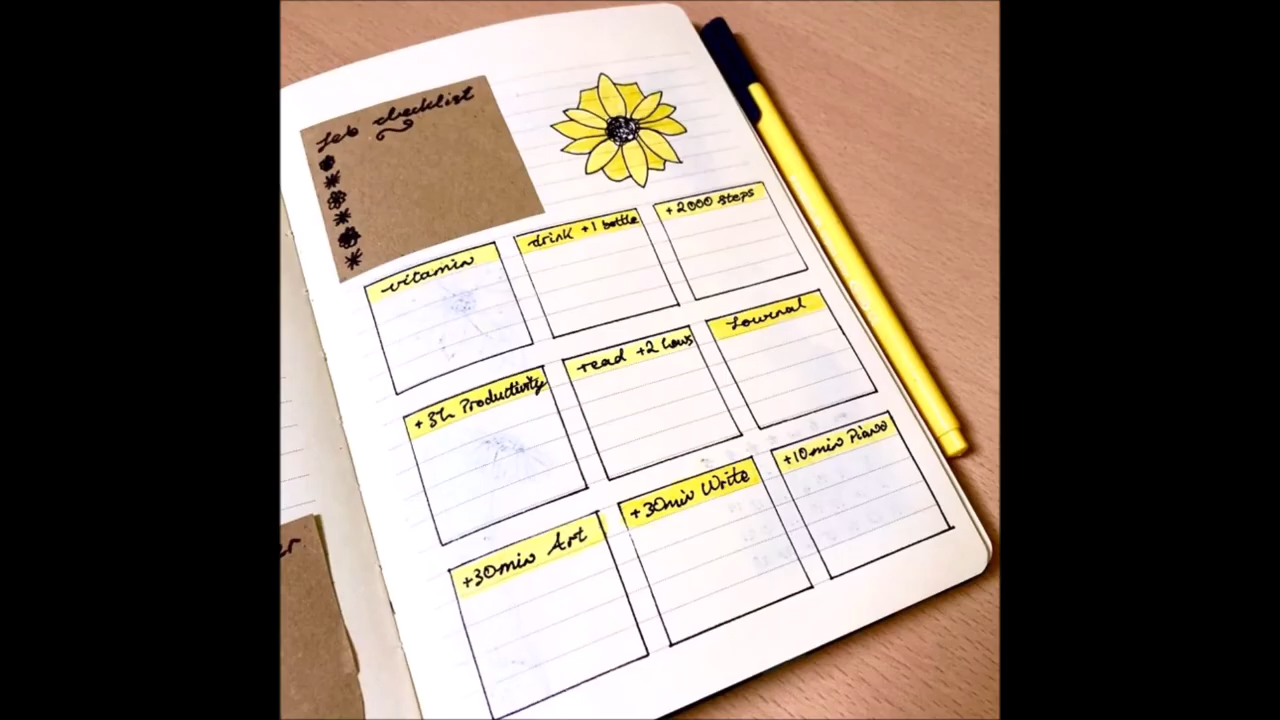 Feb checklist
vitamin
drink +1 bottle
+2000 steps
+3h Productivity
read +2 hours
Journal
+30min Art
+30min Write
+10min Piano
er